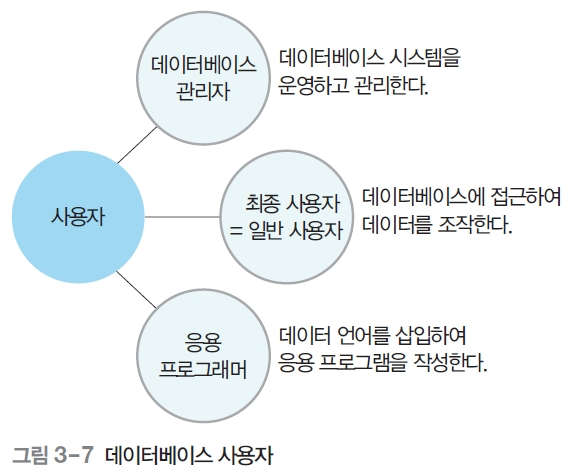 데이터베이스
관리자
데이터베이스 시스템을
운영하고 관리한다.
사용자
최종 사용자
= 일반 사용자
데이터베이스에 접근하여
데이터를 조작한다.
응용
프로그래머
데이터 언어를 삽입하여
응용 프로그램을 작성한다.
그림 3-7 데이터베이스 사용자